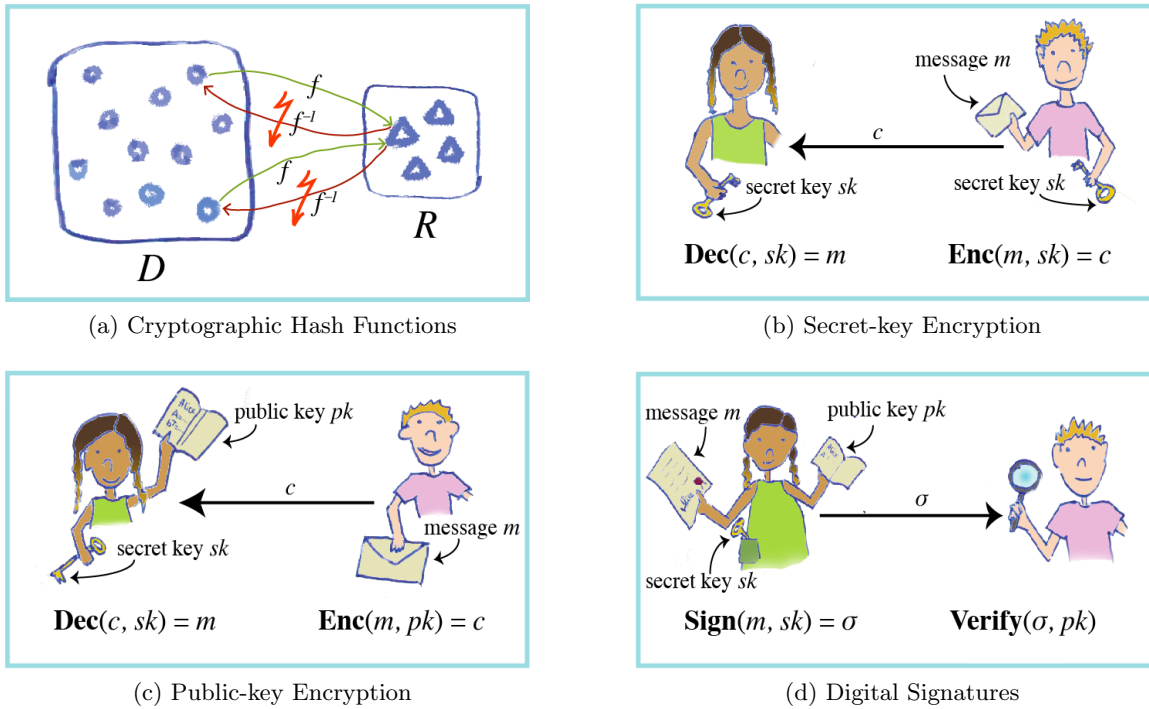 f
f⁻¹
f
f⁻¹
D
R
(a) Cryptographic Hash Functions
message m
c
secret key sk
secret key sk
Dec(c, sk) = m
Enc(m, sk) = c
(b) Secret-key Encryption
Alice
public key pk
c
message m
secret key sk
Dec(c, sk) = m
Enc(m, pk) = c
(c) Public-key Encryption
message m
public key pk
Alice
σ
secret key sk
Sign(m, sk) = σ
Verify(σ, pk)
(d) Digital Signatures